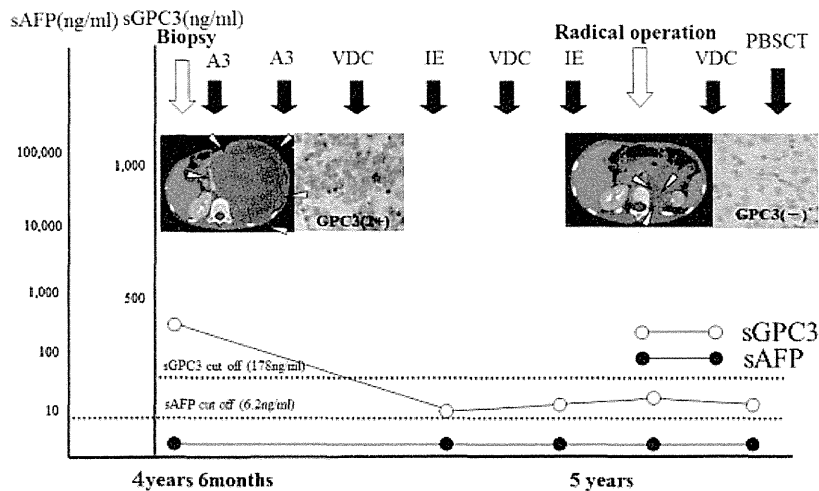 sAFP(ng/ml) sGPC3(ng/ml)
Biopsy
Radical operation
A3 A3 VDC IE VDC IE VDC PBSCT
100,000
10,000
1,000
100
10
1,000
500
GPC3(1+)
GPC3(−)
sGPC3
sAFP
sGPC3 cut off (178ng/ml)
sAFP cut off (6.2ng/ml)
4years 6months
5 years